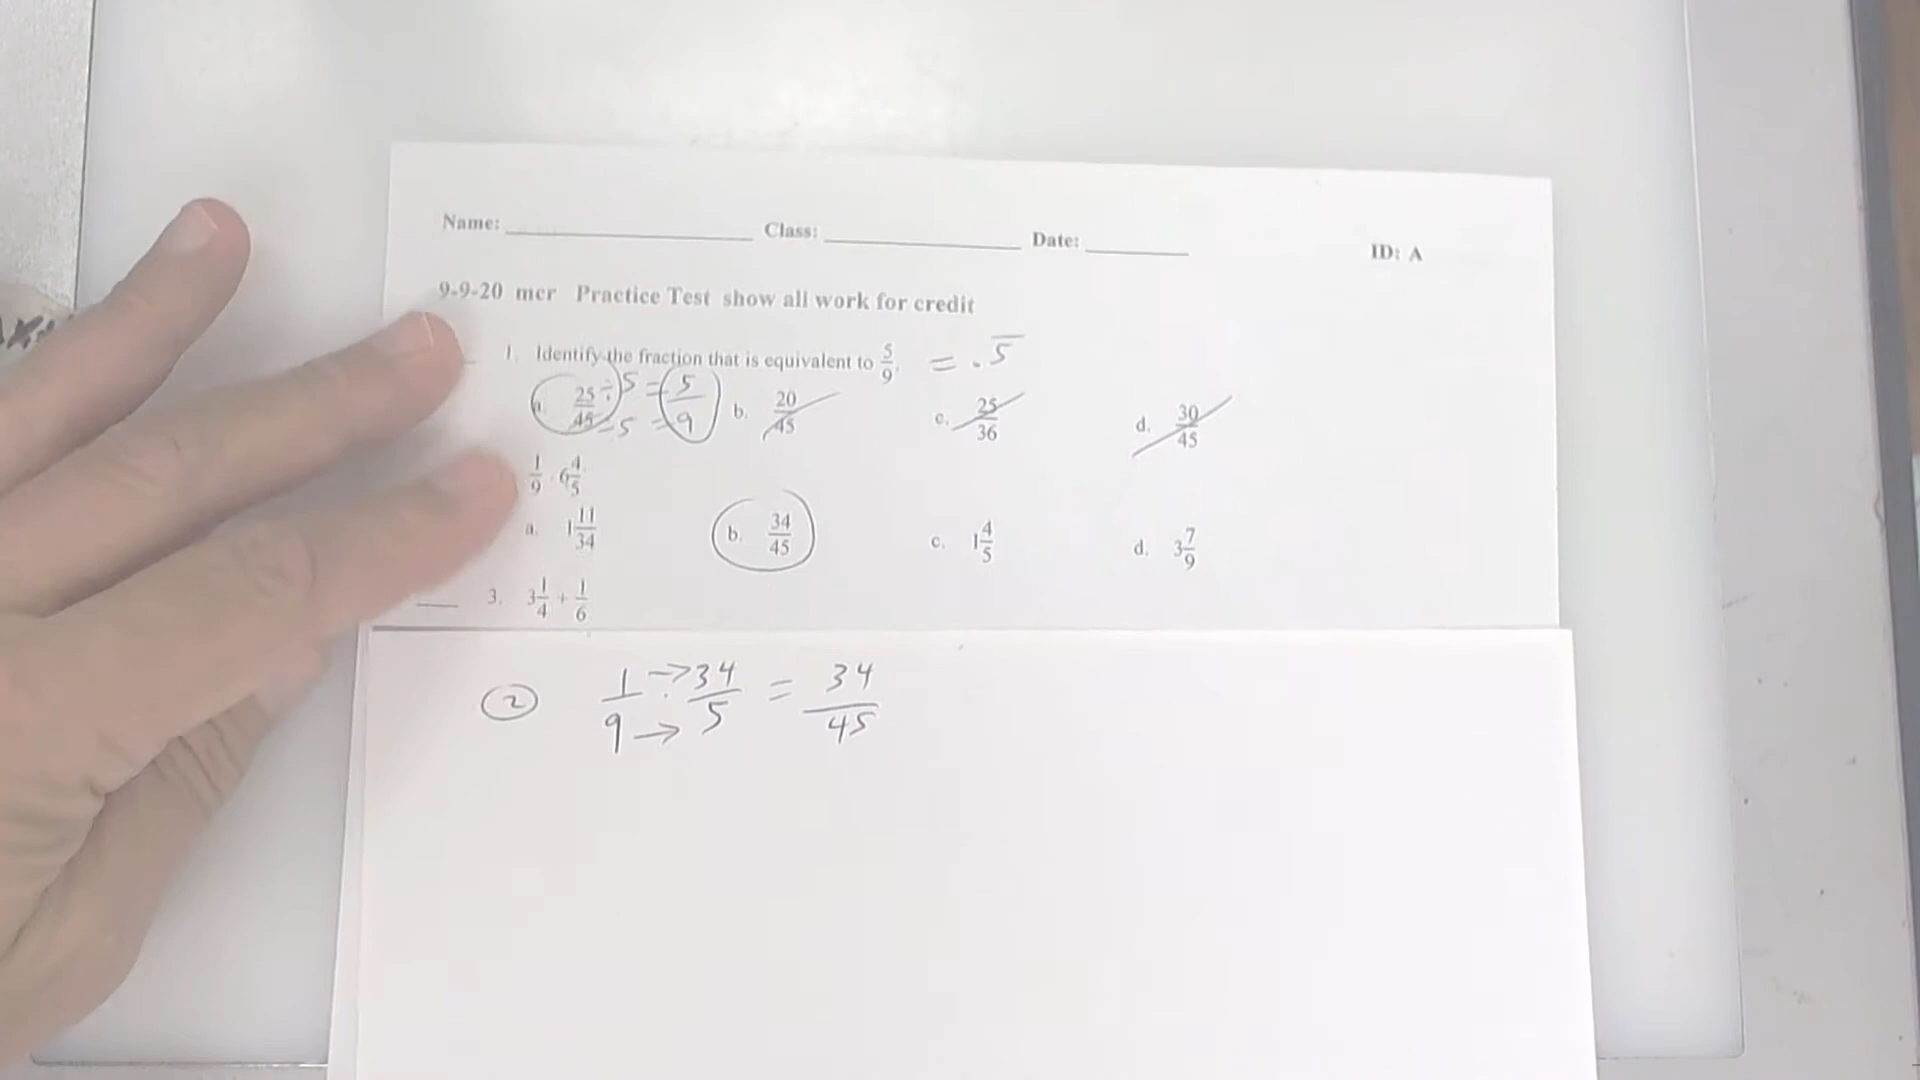 Name: Class: Date: ID: A
9-9-20 mcr Practice Test show all work for credit
1. Identify the fraction that is equivalent to 5/9. = .5̅
a. 25/45 ÷ 5 = 5/9 ÷ 5 = b. 20/45 c. 25/36 d. 30/45
1/9 · 6 4/5
a. 1 11/34 b. 34/45 c. 1 4/5 d. 3 7/9
3. 3 1/4 + 1/6
② 1/9 → · → 34/5 = 34/45